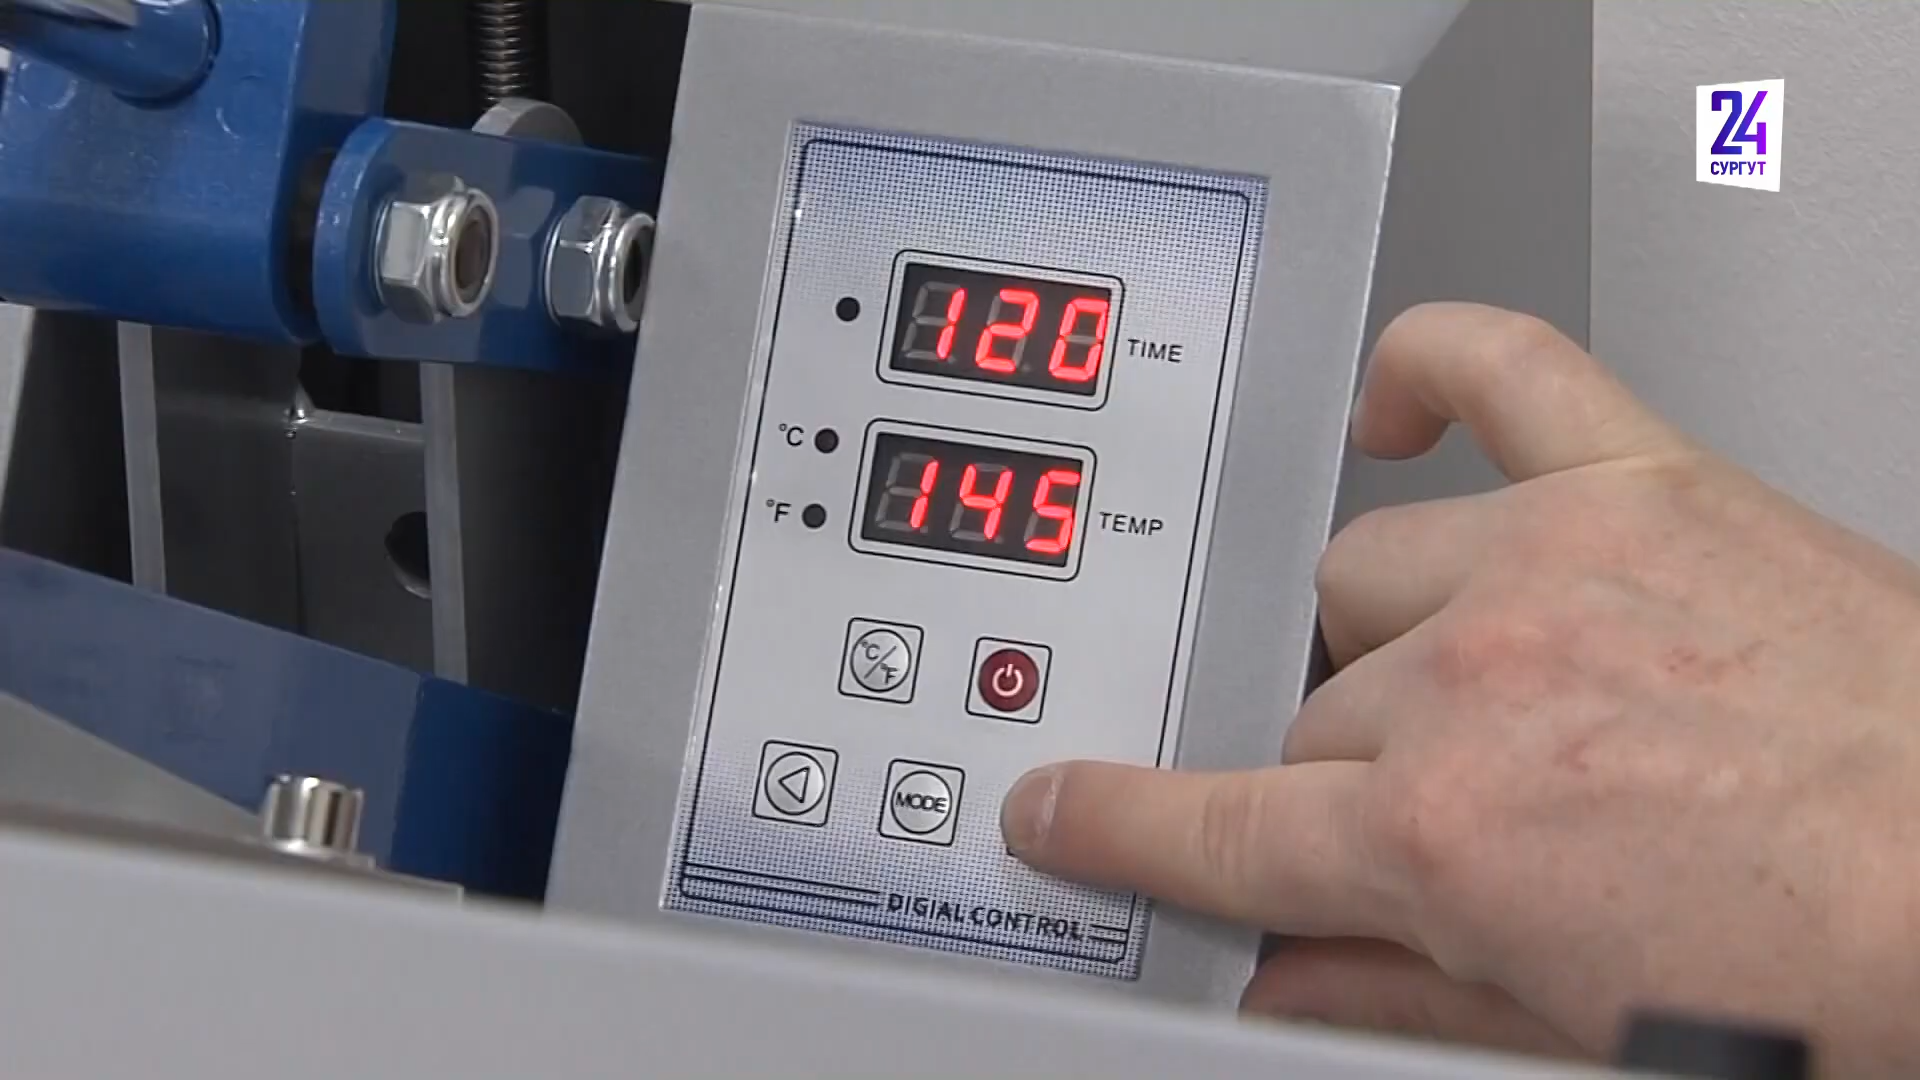 24
СУРГУТ
120
TIME
°C
145
°F
TEMP
°C/°F
MODE
DIGIAL CONTROL